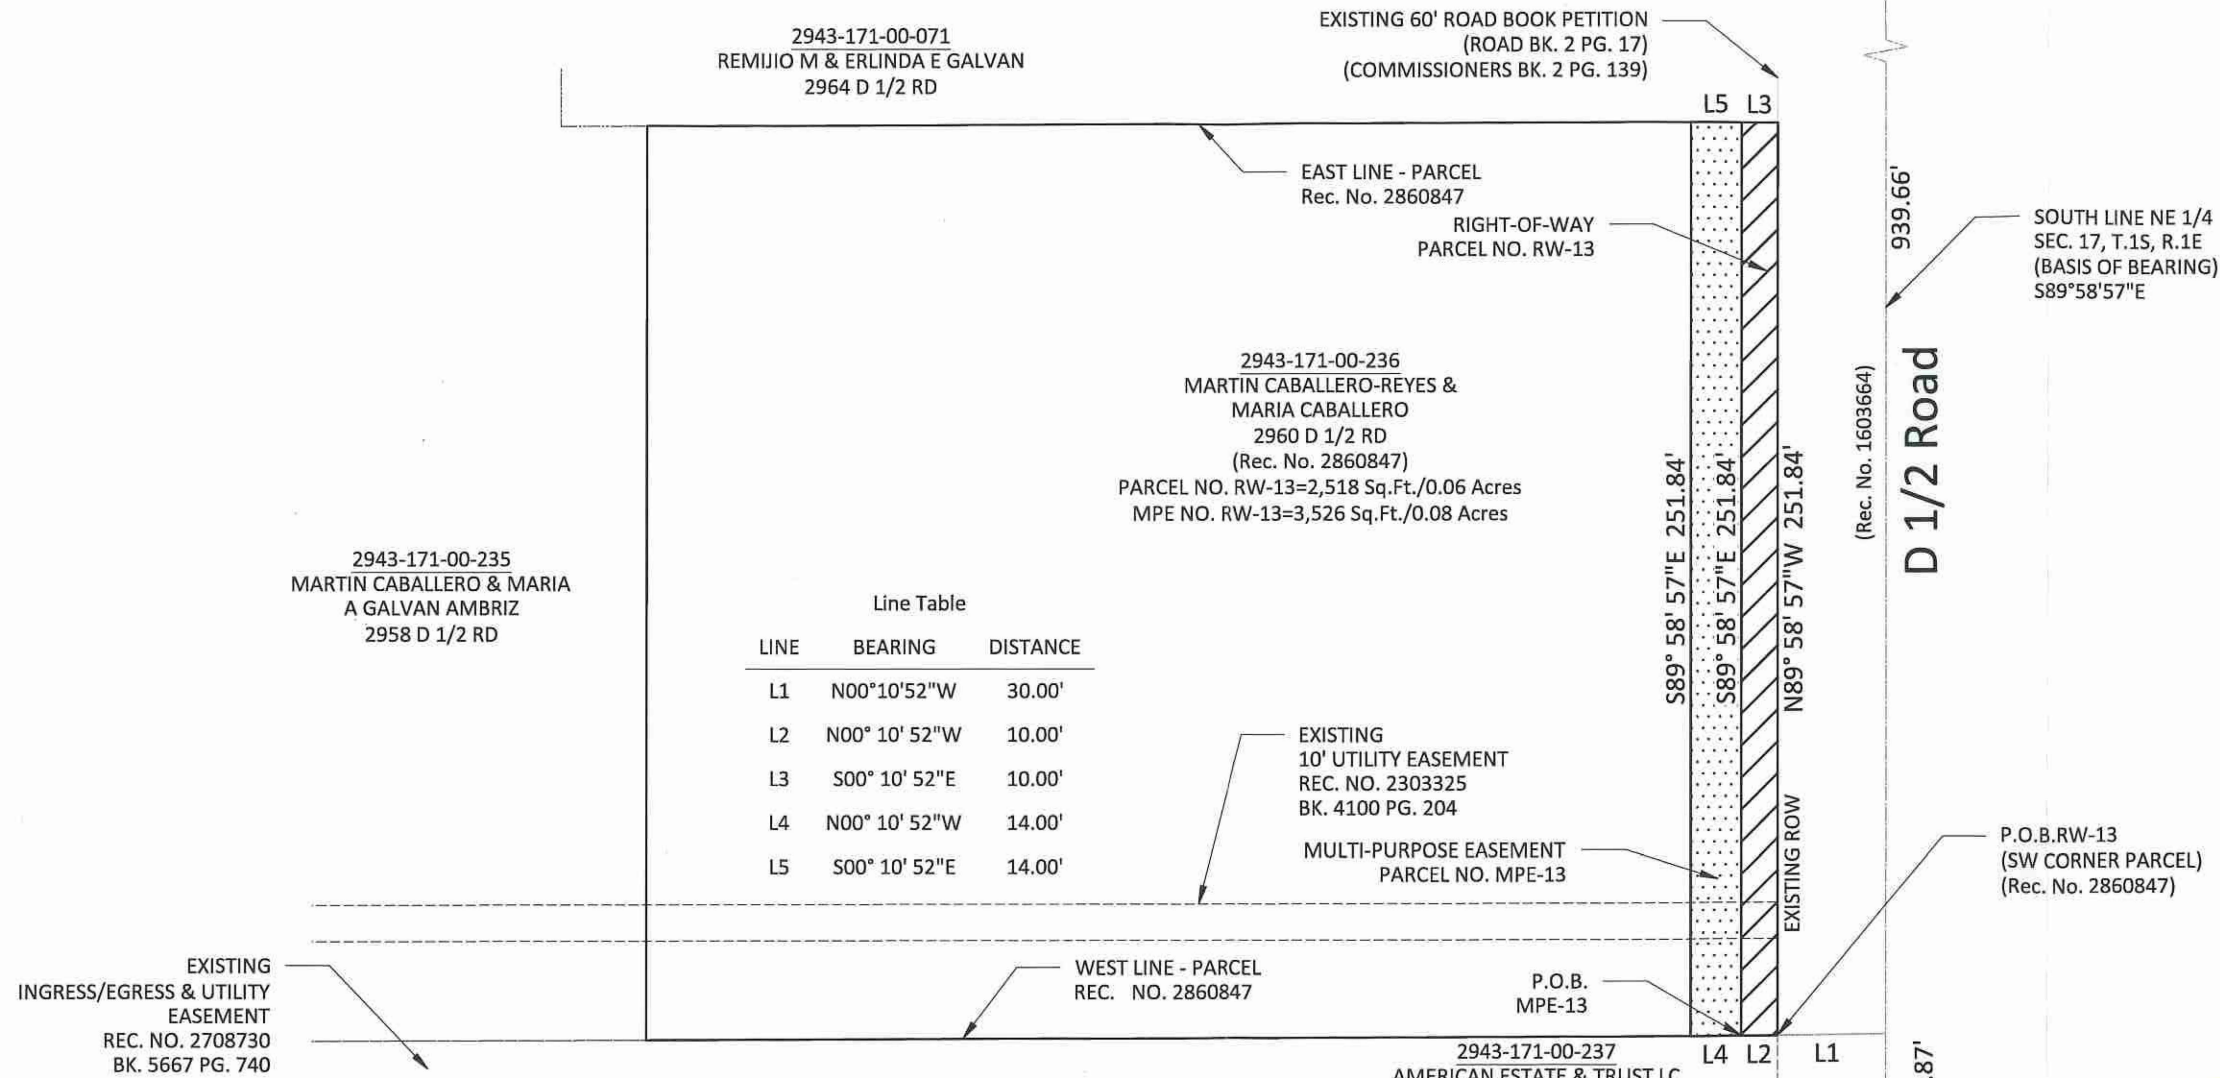 2943-171-00-071
REMIJIO M & ERLINDA E GALVAN
2964 D 1/2 RD
EXISTING 60' ROAD BOOK PETITION
(ROAD BK. 2 PG. 17)
(COMMISSIONERS BK. 2 PG. 139)
L5 L3
EAST LINE - PARCEL
Rec. No. 2860847
RIGHT-OF-WAY
PARCEL NO. RW-13
939.66'
SOUTH LINE NE 1/4
SEC. 17, T.1S, R.1E
(BASIS OF BEARING)
S89°58'57"E
2943-171-00-236
MARTIN CABALLERO-REYES &
MARIA CABALLERO
2960 D 1/2 RD
(Rec. No. 2860847)
PARCEL NO. RW-13=2,518 Sq.Ft./0.06 Acres
MPE NO. RW-13=3,526 Sq.Ft./0.08 Acres
S89° 58' 57"E 251.84'
S89° 58' 57"E 251.84'
N89° 58' 57"W 251.84'
(Rec. No. 1603664)
D 1/2 Road
2943-171-00-235
MARTIN CABALLERO & MARIA
A GALVAN AMBRIZ
2958 D 1/2 RD
Line Table
LINE BEARING DISTANCE
L1 N00°10'52"W 30.00'
L2 N00° 10' 52"W 10.00'
L3 S00° 10' 52"E 10.00'
L4 N00° 10' 52"W 14.00'
L5 S00° 10' 52"E 14.00'
EXISTING
10' UTILITY EASEMENT
REC. NO. 2303325
BK. 4100 PG. 204
MULTI-PURPOSE EASEMENT
PARCEL NO. MPE-13
EXISTING ROW
P.O.B.RW-13
(SW CORNER PARCEL)
(Rec. No. 2860847)
EXISTING
INGRESS/EGRESS & UTILITY
EASEMENT
REC. NO. 2708730
BK. 5667 PG. 740
WEST LINE - PARCEL
REC. NO. 2860847
P.O.B.
MPE-13
2943-171-00-237
AMERICAN ESTATE & TRUST LC
L4 L2 L1
.87'